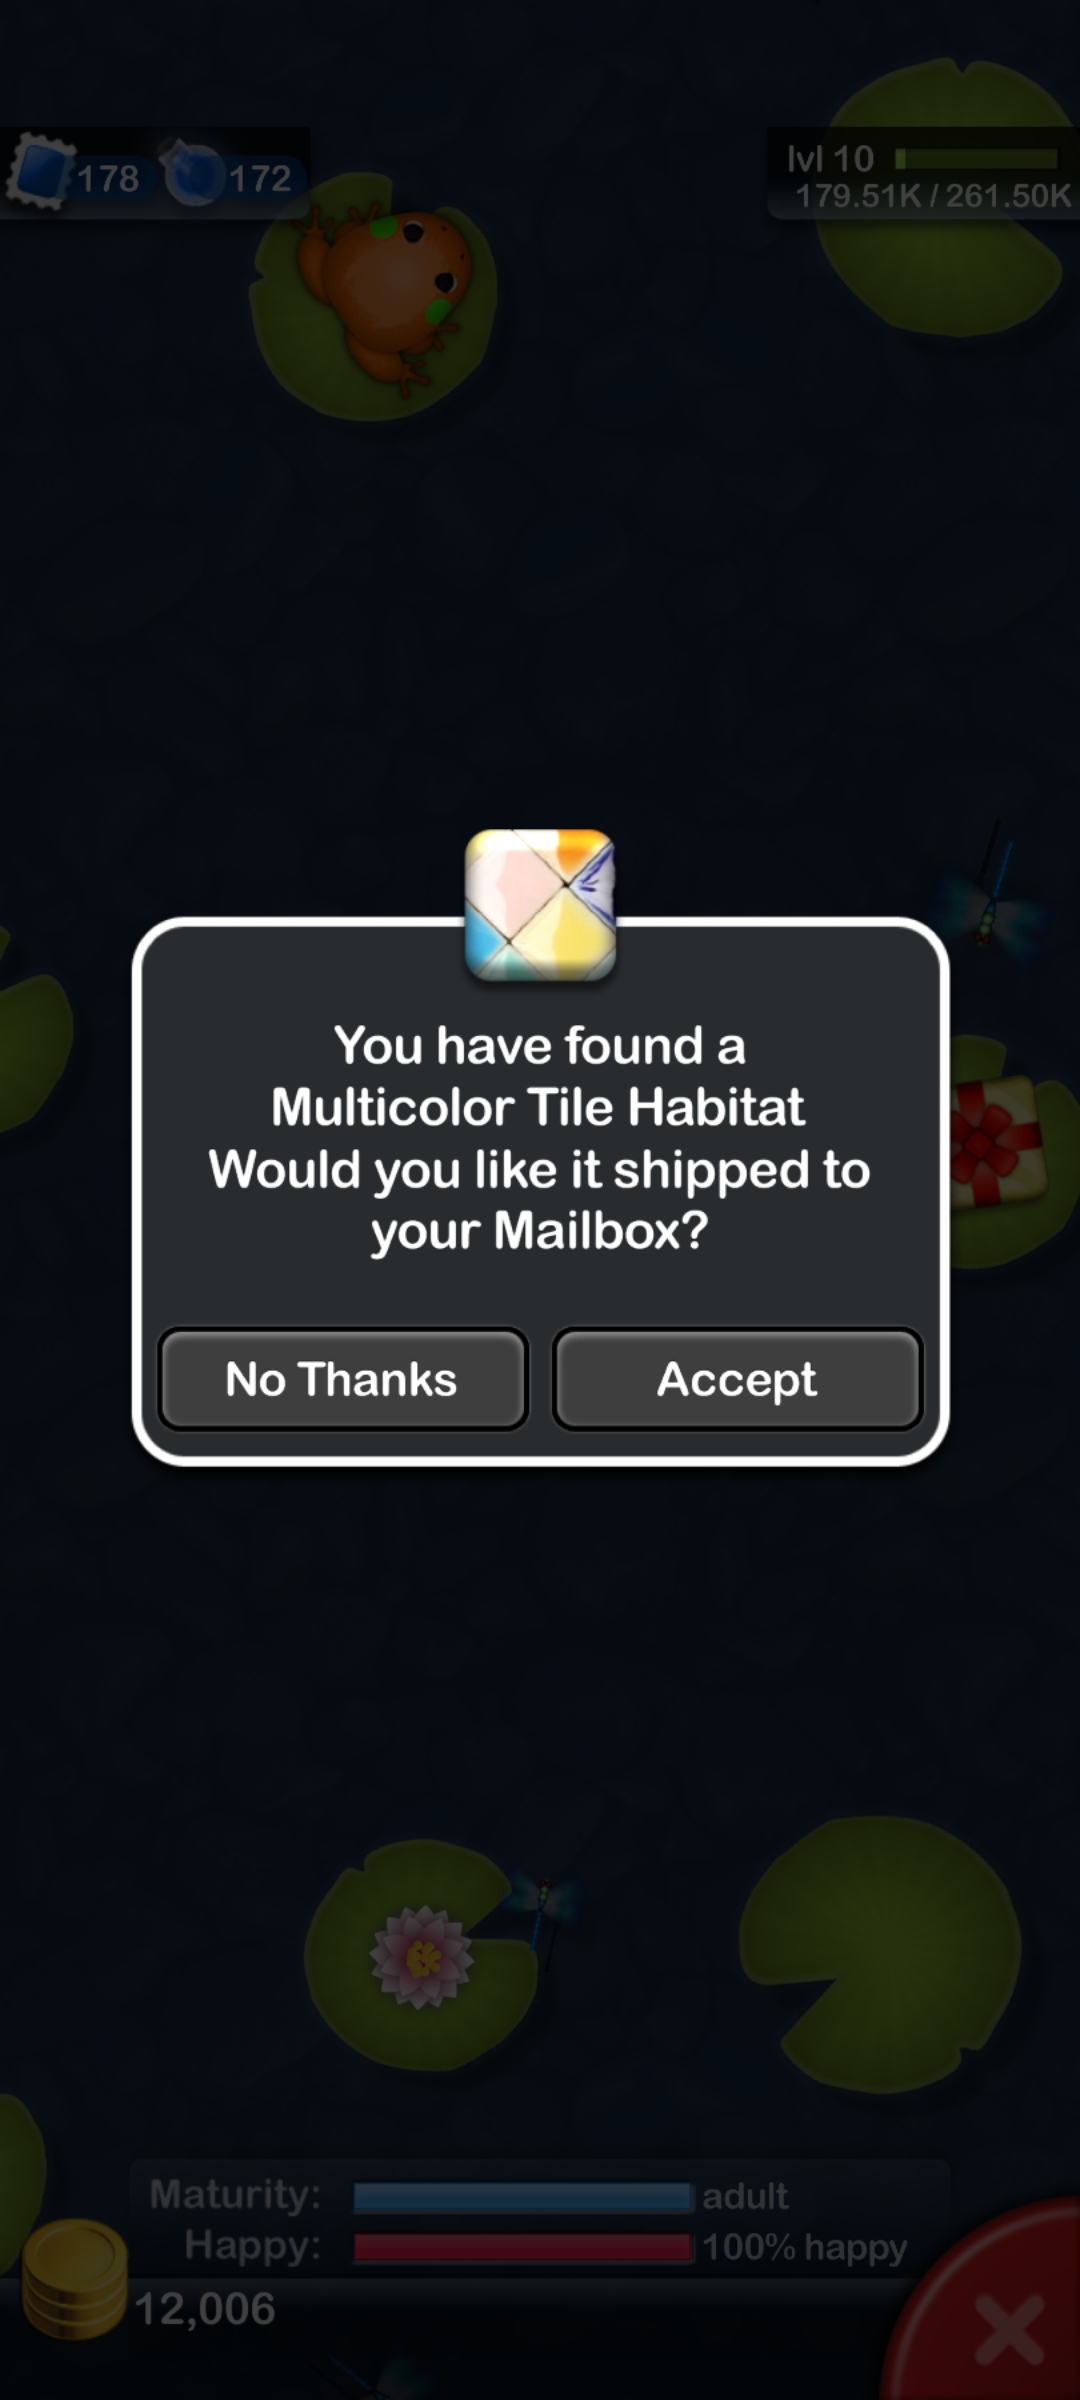 178 172
lvl 10
179.51K / 261.50K
You have found a
Multicolor Tile Habitat
Would you like it shipped to
your Mailbox?
No Thanks Accept
Maturity: adult
Happy: 100% happy
12,006